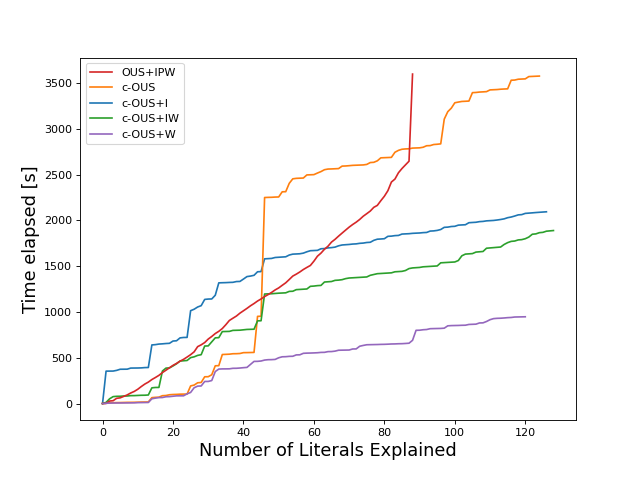 OUS+IPW
c-OUS
c-OUS+I
c-OUS+IW
c-OUS+W
3500
3000
2500
2000
1500
1000
500
0
Time elapsed [s]
0 20 40 60 80 100 120
Number of Literals Explained